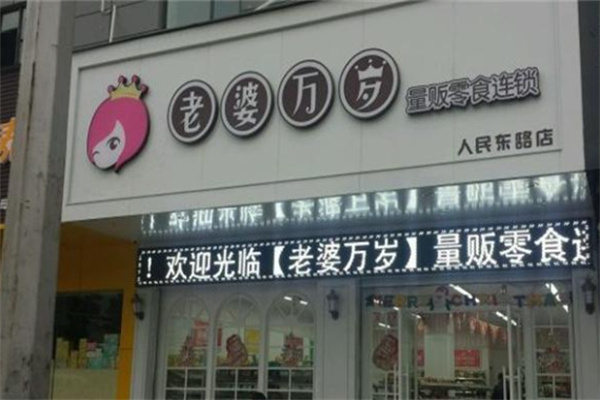 老婆万岁 量贩零食连锁
人民东路店
！欢迎光临【老婆万岁】量贩零食连